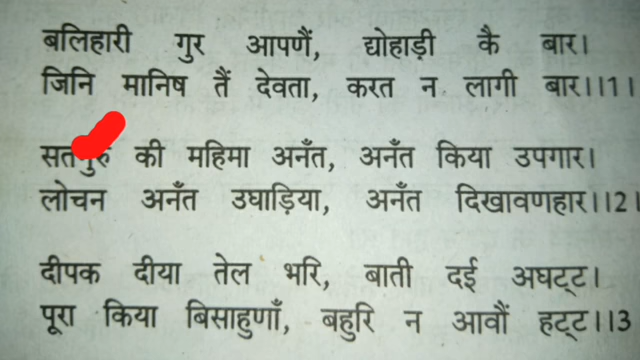 बलिहारी गुर आपणैं, द्योहाड़ी कै बार।
जिनि मानिष तैं देवता, करत न लागी बार।।1।
सतगुरु की महिमा अनँत, अनँत किया उपगार।
लोचन अनँत उघाड़िया, अनँत दिखावणहार।।2।
दीपक दीया तेल भरि, बाती दई अघट्ट।
पूरा किया बिसाहुणाँ, बहुरि न आवौं हट्ट।।3